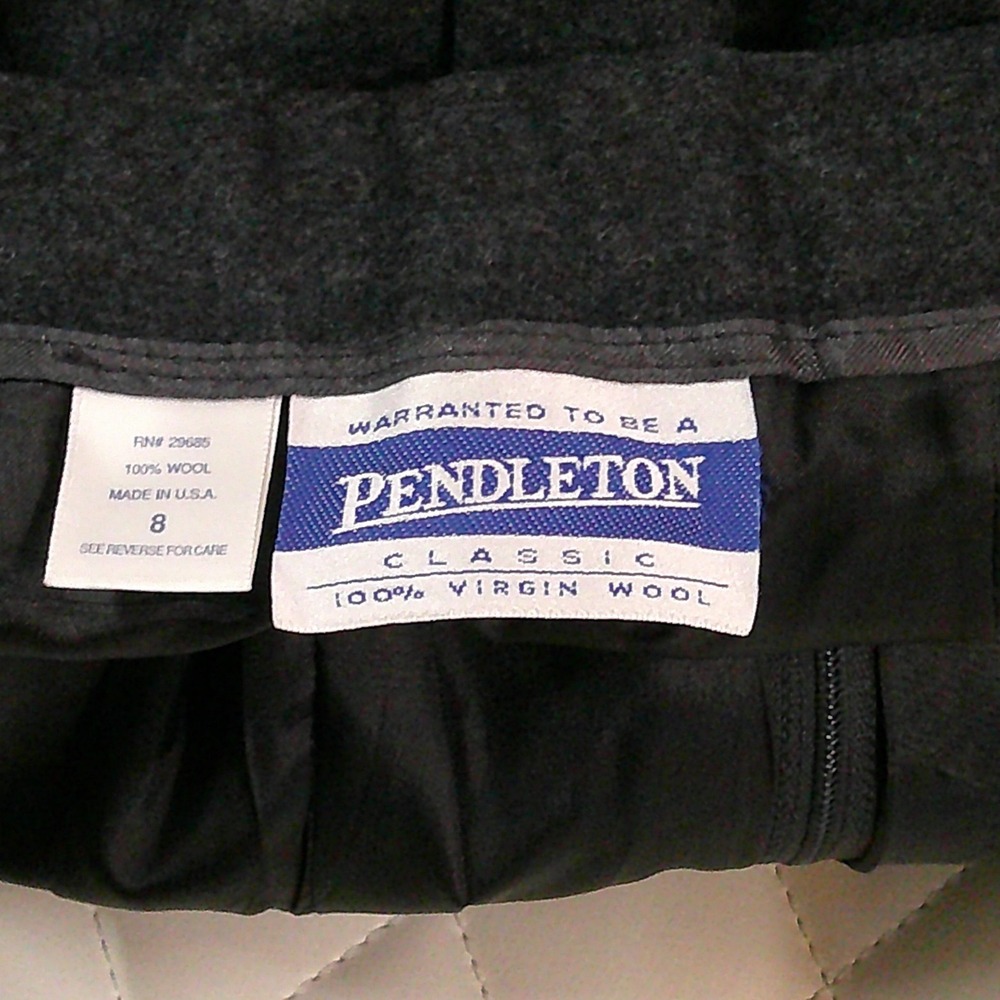 RN# 29685
100% WOOL
MADE IN U.S.A.
8
SEE REVERSE FOR CARE
WARRANTED TO BE A
PENDLETON
CLASSIC
100% VIRGIN WOOL